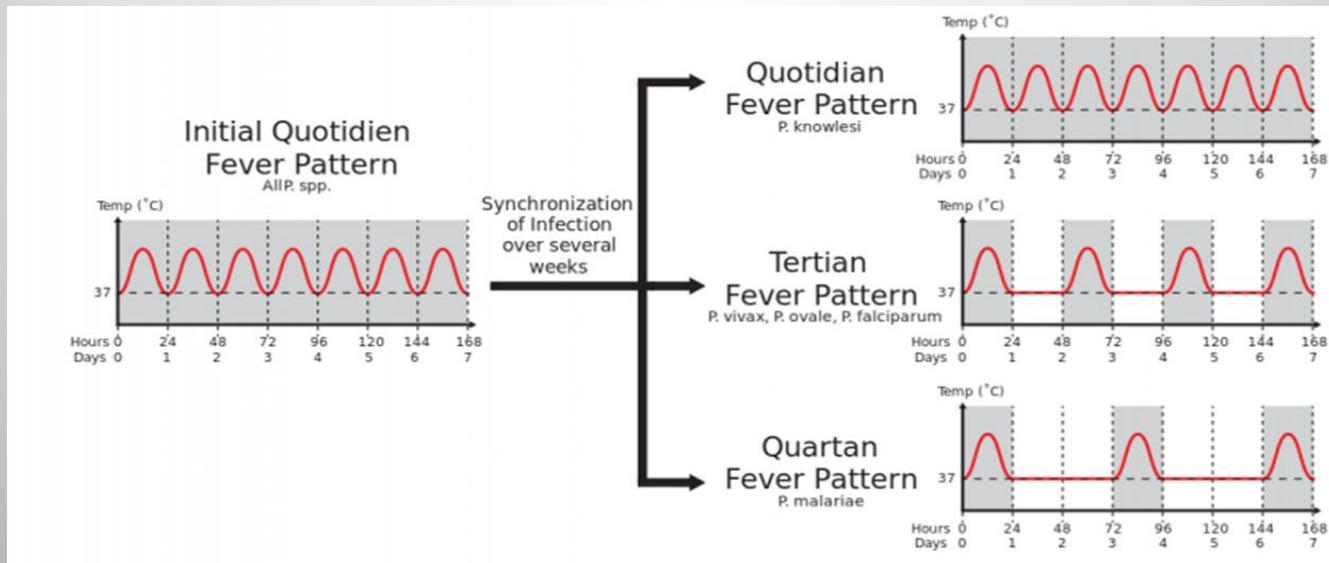 Initial Quotidien
Fever Pattern
All P. spp.
Temp (˚C)
37
Hours 0 24 48 72 96 120 144 168
Days 0 1 2 3 4 5 6 7
Synchronization
of Infection
over several
weeks
Quotidian
Fever Pattern
P. knowlesi
Temp (˚C)
37
Hours 0 24 48 72 96 120 144 168
Days 0 1 2 3 4 5 6 7
Tertian
Fever Pattern
P. vivax, P. ovale, P. falciparum
Temp (˚C)
37
Hours 0 24 48 72 96 120 144 168
Days 0 1 2 3 4 5 6 7
Quartan
Fever Pattern
P. malariae
Temp (˚C)
37
Hours 0 24 48 72 96 120 144 168
Days 0 1 2 3 4 5 6 7